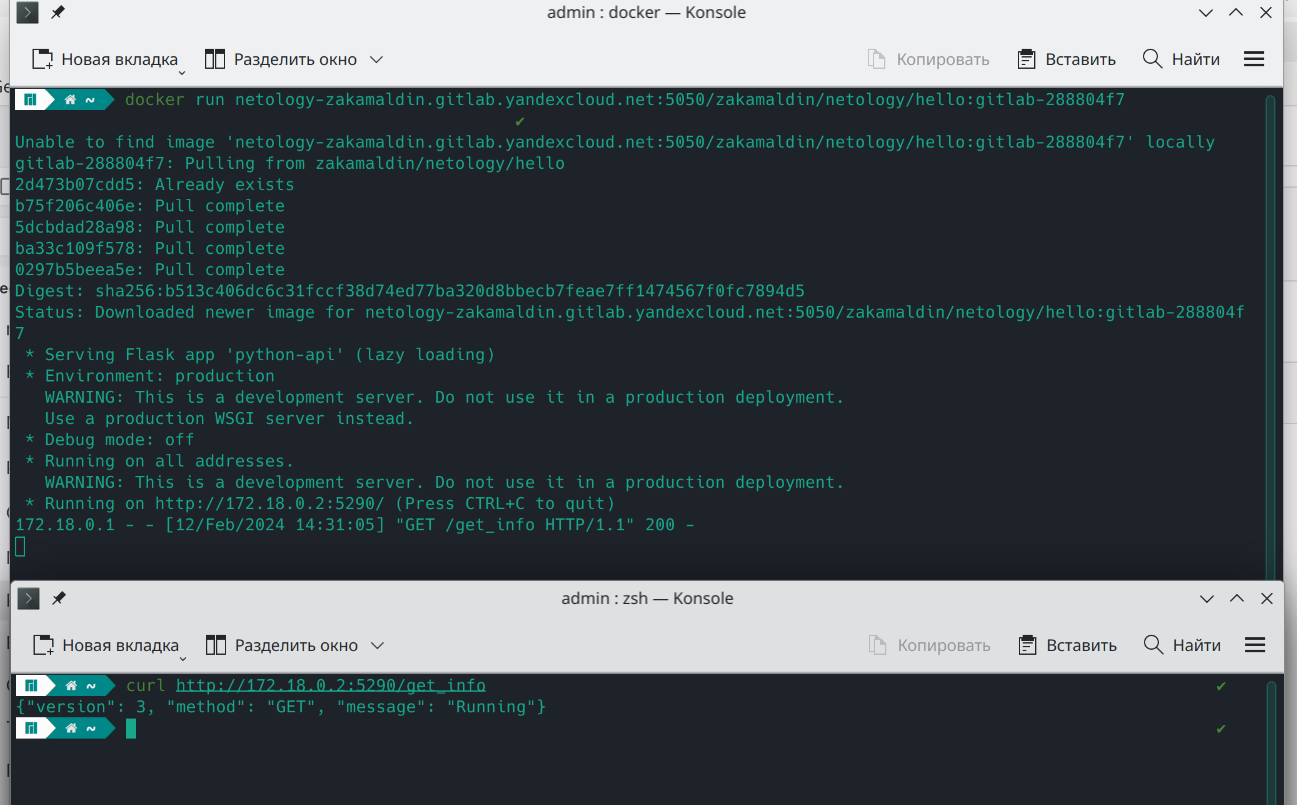 admin : docker — Konsole
Новая вкладка Разделить окно Копировать Вставить Найти
~ docker run netology-zakamaldin.gitlab.yandexcloud.net:5050/zakamaldin/netology/hello:gitlab-288804f7
✔
Unable to find image 'netology-zakamaldin.gitlab.yandexcloud.net:5050/zakamaldin/netology/hello:gitlab-288804f7' locally
gitlab-288804f7: Pulling from zakamaldin/netology/hello
2d473b07cdd5: Already exists
b75f206c406e: Pull complete
5dcbdad28a98: Pull complete
ba33c109f578: Pull complete
0297b5beea5e: Pull complete
Digest: sha256:b513c406dc6c31fccf38d74ed77ba320d8bbecb7feae7ff1474567f0fc7894d5
Status: Downloaded newer image for netology-zakamaldin.gitlab.yandexcloud.net:5050/zakamaldin/netology/hello:gitlab-288804f
7
* Serving Flask app 'python-api' (lazy loading)
* Environment: production
WARNING: This is a development server. Do not use it in a production deployment.
Use a production WSGI server instead.
* Debug mode: off
* Running on all addresses.
WARNING: This is a development server. Do not use it in a production deployment.
* Running on http://172.18.0.2:5290/ (Press CTRL+C to quit)
172.18.0.1 - - [12/Feb/2024 14:31:05] "GET /get_info HTTP/1.1" 200 -
admin : zsh — Konsole
Новая вкладка Разделить окно Копировать Вставить Найти
~ curl http://172.18.0.2:5290/get_info ✔
{"version": 3, "method": "GET", "message": "Running"}
~ ✔